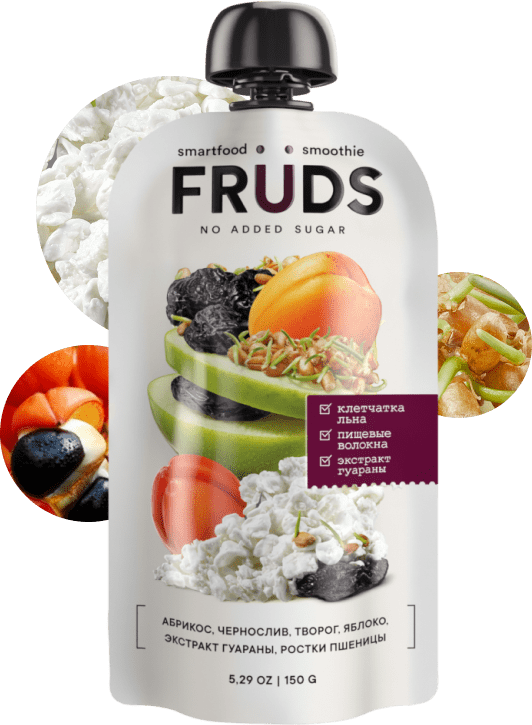 smartfood smoothie
FRÜDS
NO ADDED SUGAR
клетчатка
льна
пищевые
волокна
экстракт
гуараны
АБРИКОС, ЧЕРНОСЛИВ, ТВОРОГ, ЯБЛОКО,
ЭКСТРАКТ ГУАРАНЫ, РОСТКИ ПШЕНИЦЫ
5,29 OZ | 150 G